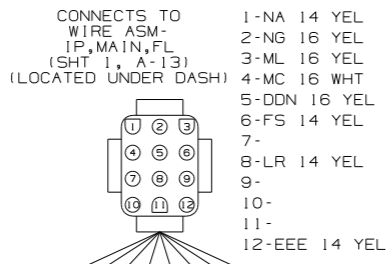 CONNECTS TO
WIRE ASM-
IP,MAIN,FL
(SHT 1, A-13)
(LOCATED UNDER DASH)
1-NA 14 YEL
2-NG 16 YEL
3-ML 16 YEL
4-MC 16 WHT
5-DDN 16 YEL
6-FS 14 YEL
7-
8-LR 14 YEL
9-
10-
11-
12-EEE 14 YEL
1 2 3
4 5 6
7 8 9
10 11 12